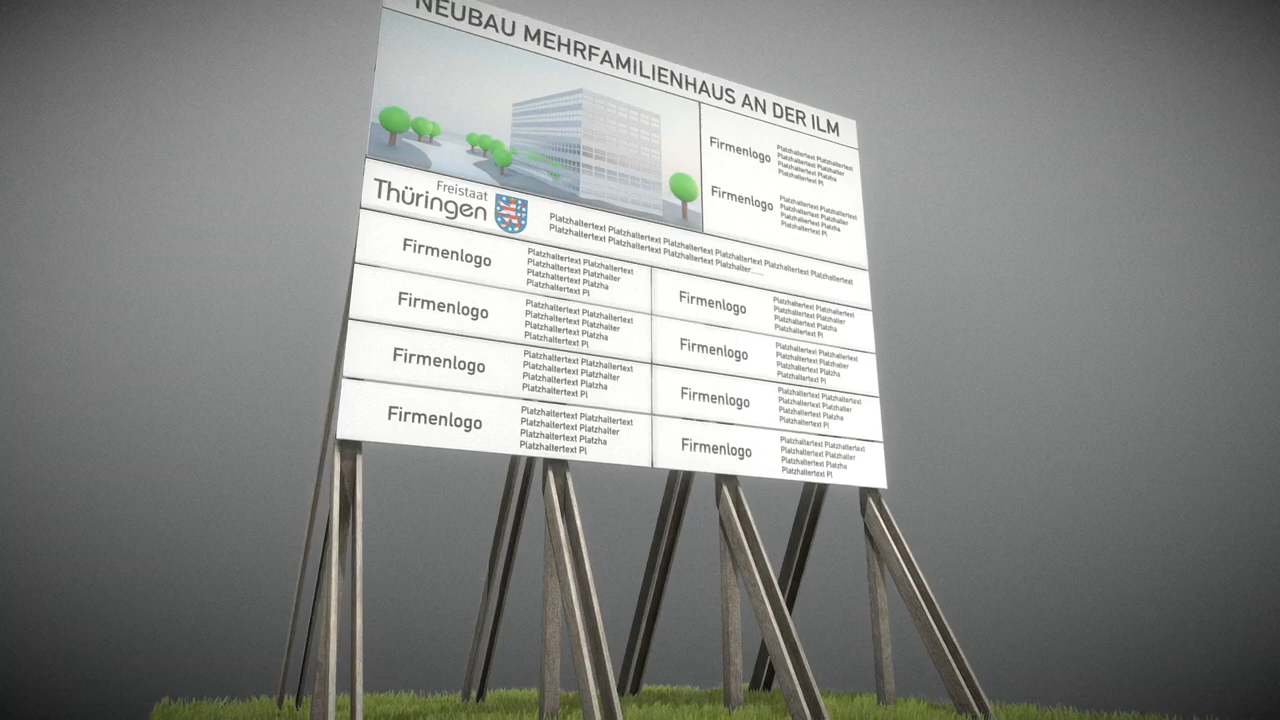 NEUBAU MEHRFAMILIENHAUS AN DER ILM
Firmenlogo
Platzhaltertext Platzhaltertext
Platzhaltertext Platzhalter
Platzhaltertext Platzha
Platzhaltertext Pl
Firmenlogo
Platzhaltertext Platzhaltertext
Platzhaltertext Platzhalter
Platzhaltertext Platzha
Platzhaltertext Pl
Freistaat
Thüringen
Platzhaltertext Platzhaltertext Platzhaltertext Platzhaltertext Platzhaltertext Platzhaltertext
Platzhaltertext Platzhaltertext Platzhaltertext Platzhalter......
Firmenlogo
Platzhaltertext Platzhaltertext
Platzhaltertext Platzhalter
Platzhaltertext Platzha
Platzhaltertext Pl
Firmenlogo
Platzhaltertext Platzhaltertext
Platzhaltertext Platzhalter
Platzhaltertext Platzha
Platzhaltertext Pl
Firmenlogo
Platzhaltertext Platzhaltertext
Platzhaltertext Platzhalter
Platzhaltertext Platzha
Platzhaltertext Pl
Firmenlogo
Platzhaltertext Platzhaltertext
Platzhaltertext Platzhalter
Platzhaltertext Platzha
Platzhaltertext Pl
Firmenlogo
Platzhaltertext Platzhaltertext
Platzhaltertext Platzhalter
Platzhaltertext Platzha
Platzhaltertext Pl
Firmenlogo
Platzhaltertext Platzhaltertext
Platzhaltertext Platzhalter
Platzhaltertext Platzha
Platzhaltertext Pl
Firmenlogo
Platzhaltertext Platzhaltertext
Platzhaltertext Platzhalter
Platzhaltertext Platzha
Platzhaltertext Pl
Firmenlogo
Platzhaltertext Platzhaltertext
Platzhaltertext Platzhalter
Platzhaltertext Platzha
Platzhaltertext Pl